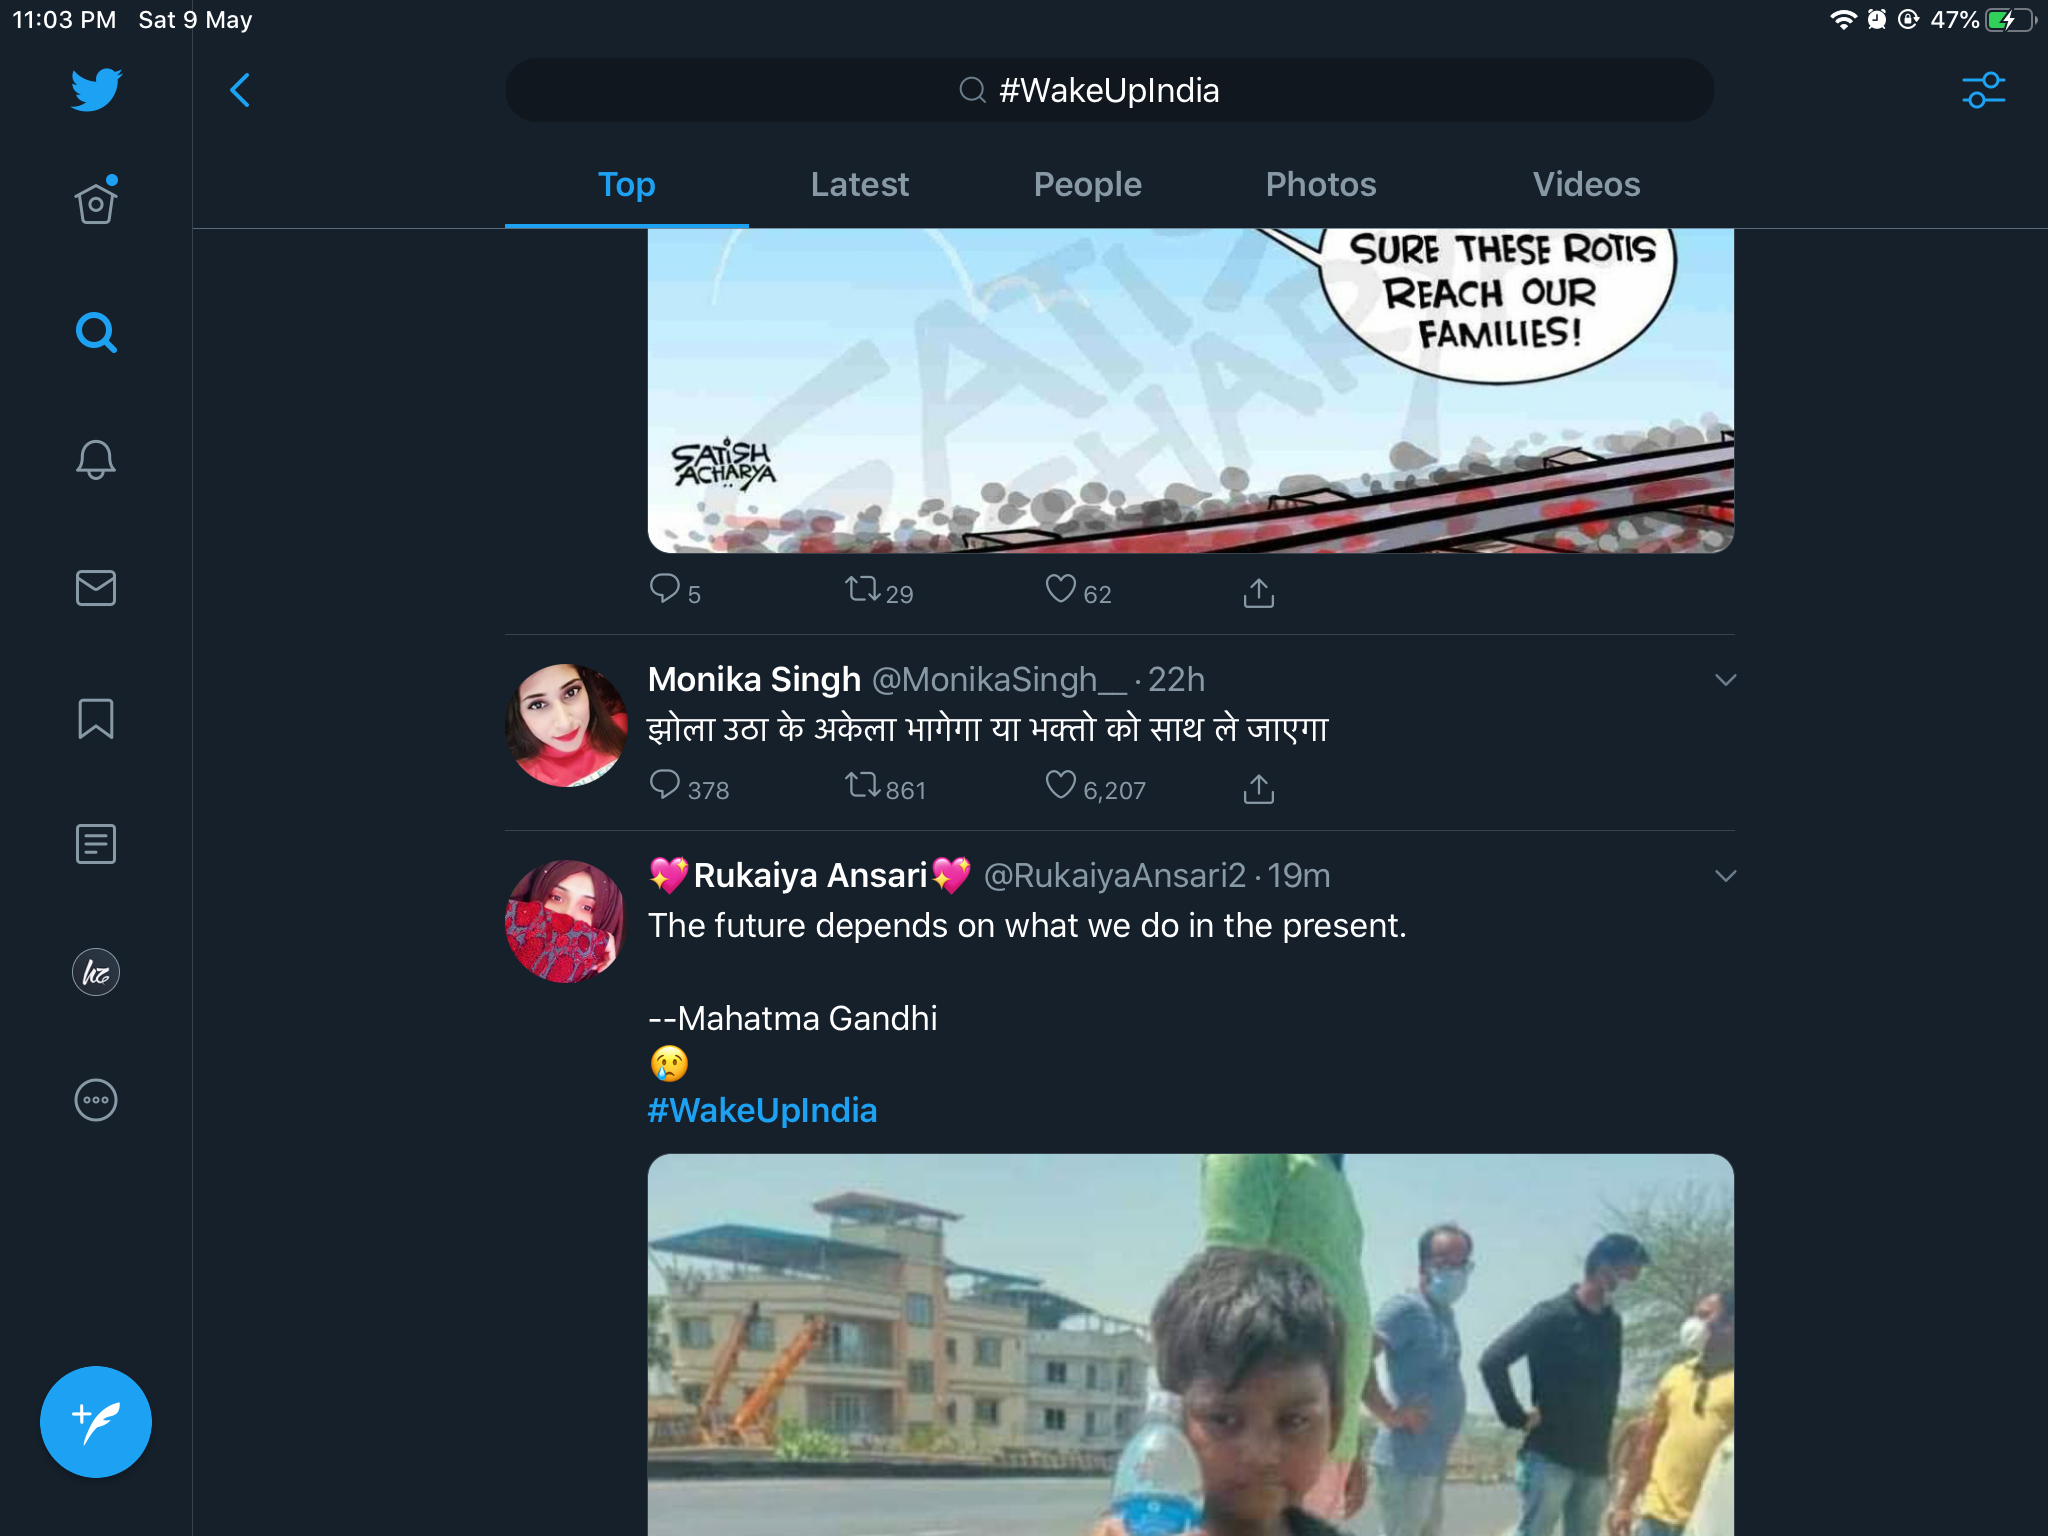 11:03 PM Sat 9 May
47%
#WakeUpIndia
Top Latest People Photos Videos
SURE THESE ROTIS
REACH OUR
FAMILIES!
SATISH
ACHARYA
SATISH
ACHARYA
5 29 62
Monika Singh @MonikaSingh__ · 22h
झोला उठा के अकेला भागेगा या भक्तो को साथ ले जाएगा
378 861 6,207
💖Rukaiya Ansari💖 @RukaiyaAnsari2 · 19m
The future depends on what we do in the present.
--Mahatma Gandhi
😢
#WakeUpIndia